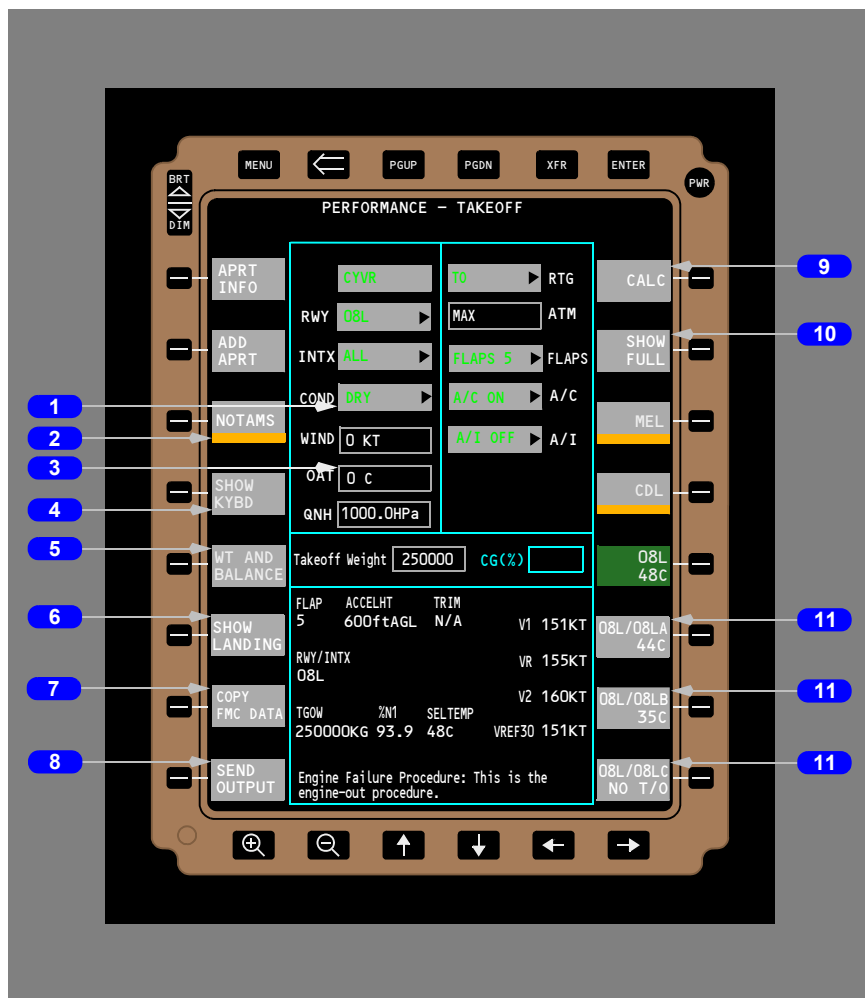 MENU
PGUP
PGDN
XFR
ENTER
BRT
DIM
PWR
PERFORMANCE - TAKEOFF
APRT
INFO
ADD
APRT
NOTAMS
SHOW
KYBD
WT AND
BALANCE
SHOW
LANDING
COPY
FMC DATA
SEND
OUTPUT
CYVR
RWY 08L
INTX ALL
COND DRY
WIND 0 KT
OAT 0 C
QNH 1000.0HPa
TO RTG
MAX ATM
FLAPS 5 FLAPS
A/C ON A/C
A/I OFF A/I
Takeoff Weight 250000 CG(%)
FLAP ACCELHT TRIM
5 600ftAGL N/A
V1 151KT
RWY/INTX
08L
VR 155KT
V2 160KT
TGOW %N1 SELTEMP
250000KG 93.9 48C
VREF30 151KT
Engine Failure Procedure: This is the
engine-out procedure.
CALC
SHOW
FULL
MEL
CDL
08L
48C
08L/08LA
44C
08L/08LB
35C
08L/08LC
NO T/O
1
2
3
4
5
6
7
8
9
10
11
11
11